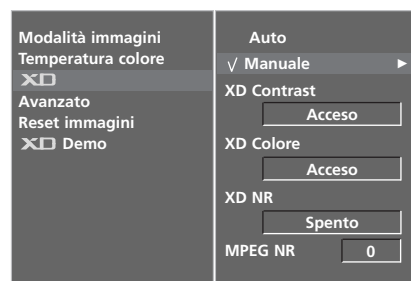 Modalità immagini
Temperatura colore
XD
Avanzato
Reset immagini
XD Demo
Auto
√ Manuale ►
XD Contrast
Acceso
XD Colore
Acceso
XD NR
Spento
MPEG NR 0